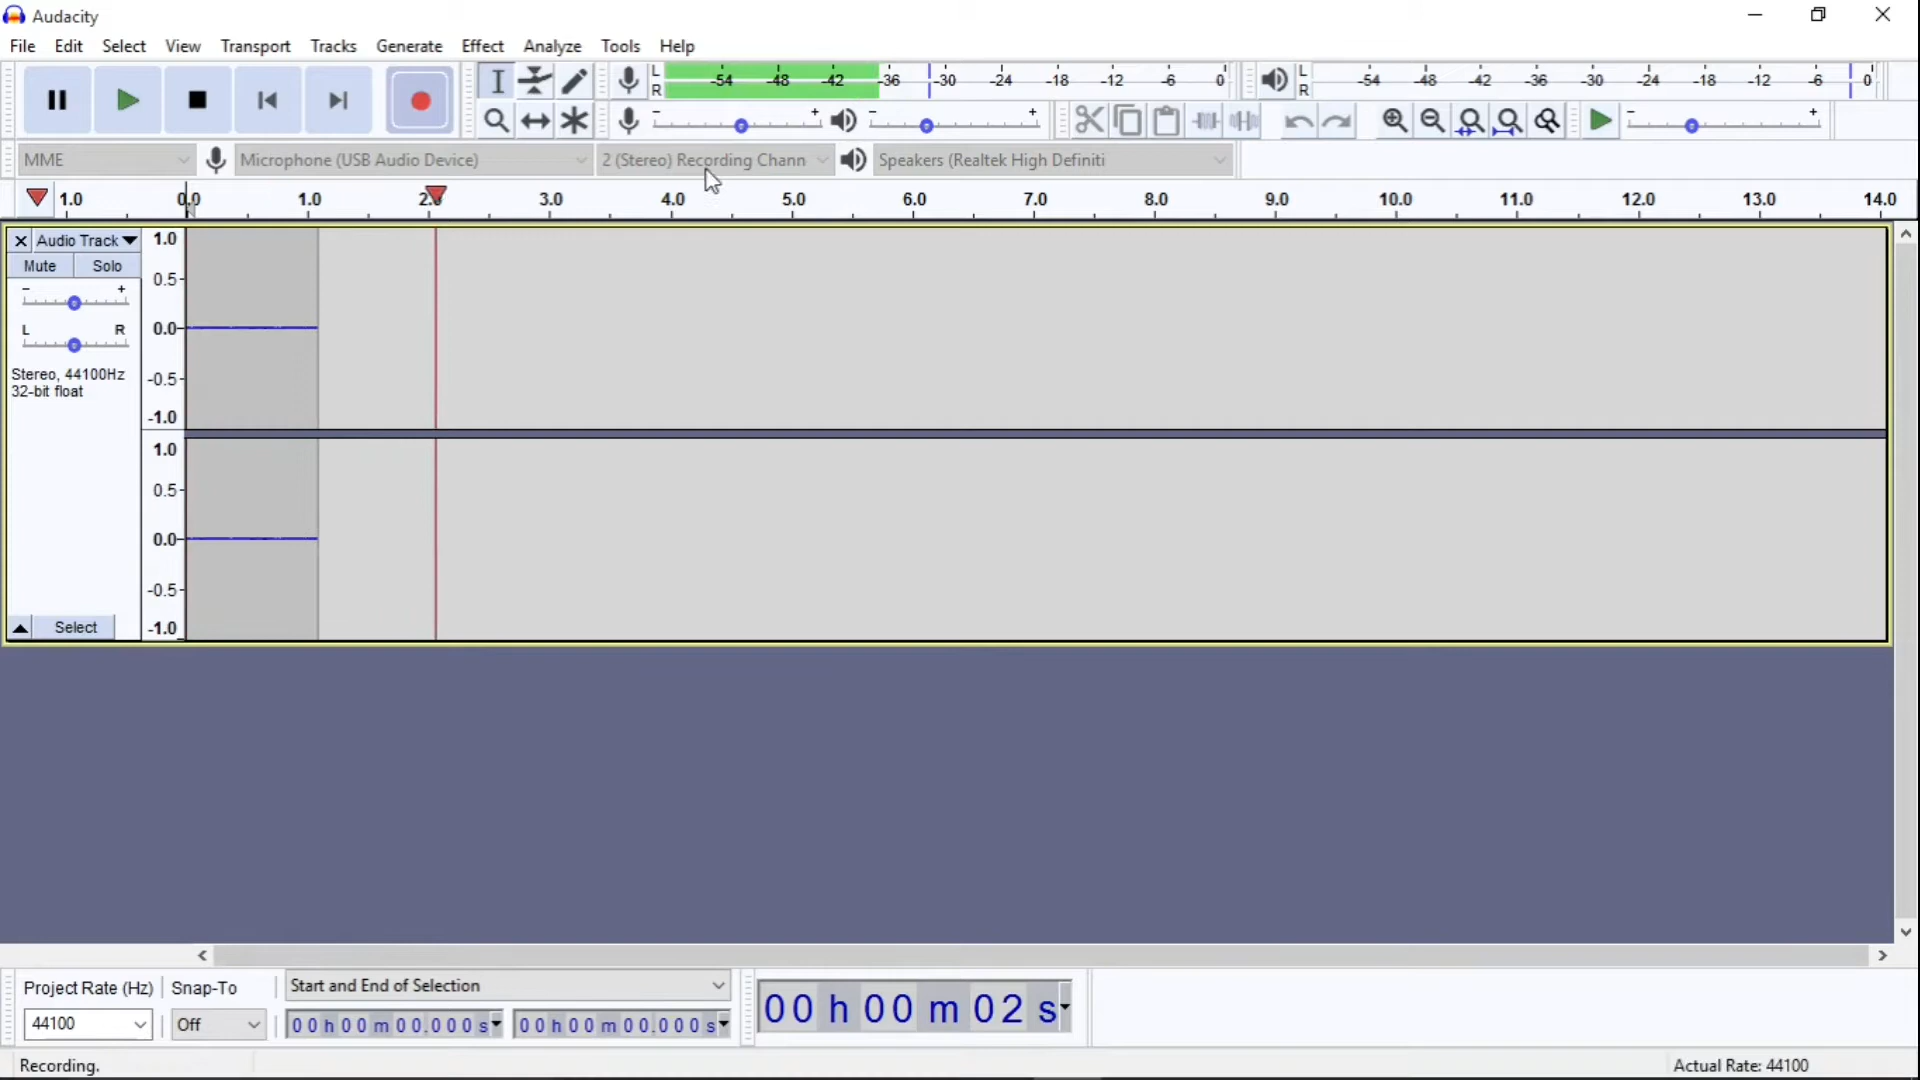 Audacity
File Edit Select View Transport Tracks Generate Effect Analyze Tools Help
L R -54 -48 -42 -36 -30 -24 -18 -12 -6 0 L R -54 -48 -42 -36 -30 -24 -18 -12 -6 0
- + - + - +
MME Microphone (USB Audio Device) 2 (Stereo) Recording Chann Speakers (Realtek High Definiti
1.0 0.0 1.0 2.0 3.0 4.0 5.0 6.0 7.0 8.0 9.0 10.0 11.0 12.0 13.0 14.0
Audio Track 1.0
Mute Solo
0.5
- +
L R 0.0
Stereo, 44100Hz -0.5
32-bit float
-1.0
1.0
0.5
0.0
-0.5
Select -1.0
Project Rate (Hz) Snap-To Start and End of Selection
44100 Off 00 h 00 m 00.000 s 00 h 00 m 00.000 s 00 h 00 m 02 s
Recording. Actual Rate: 44100